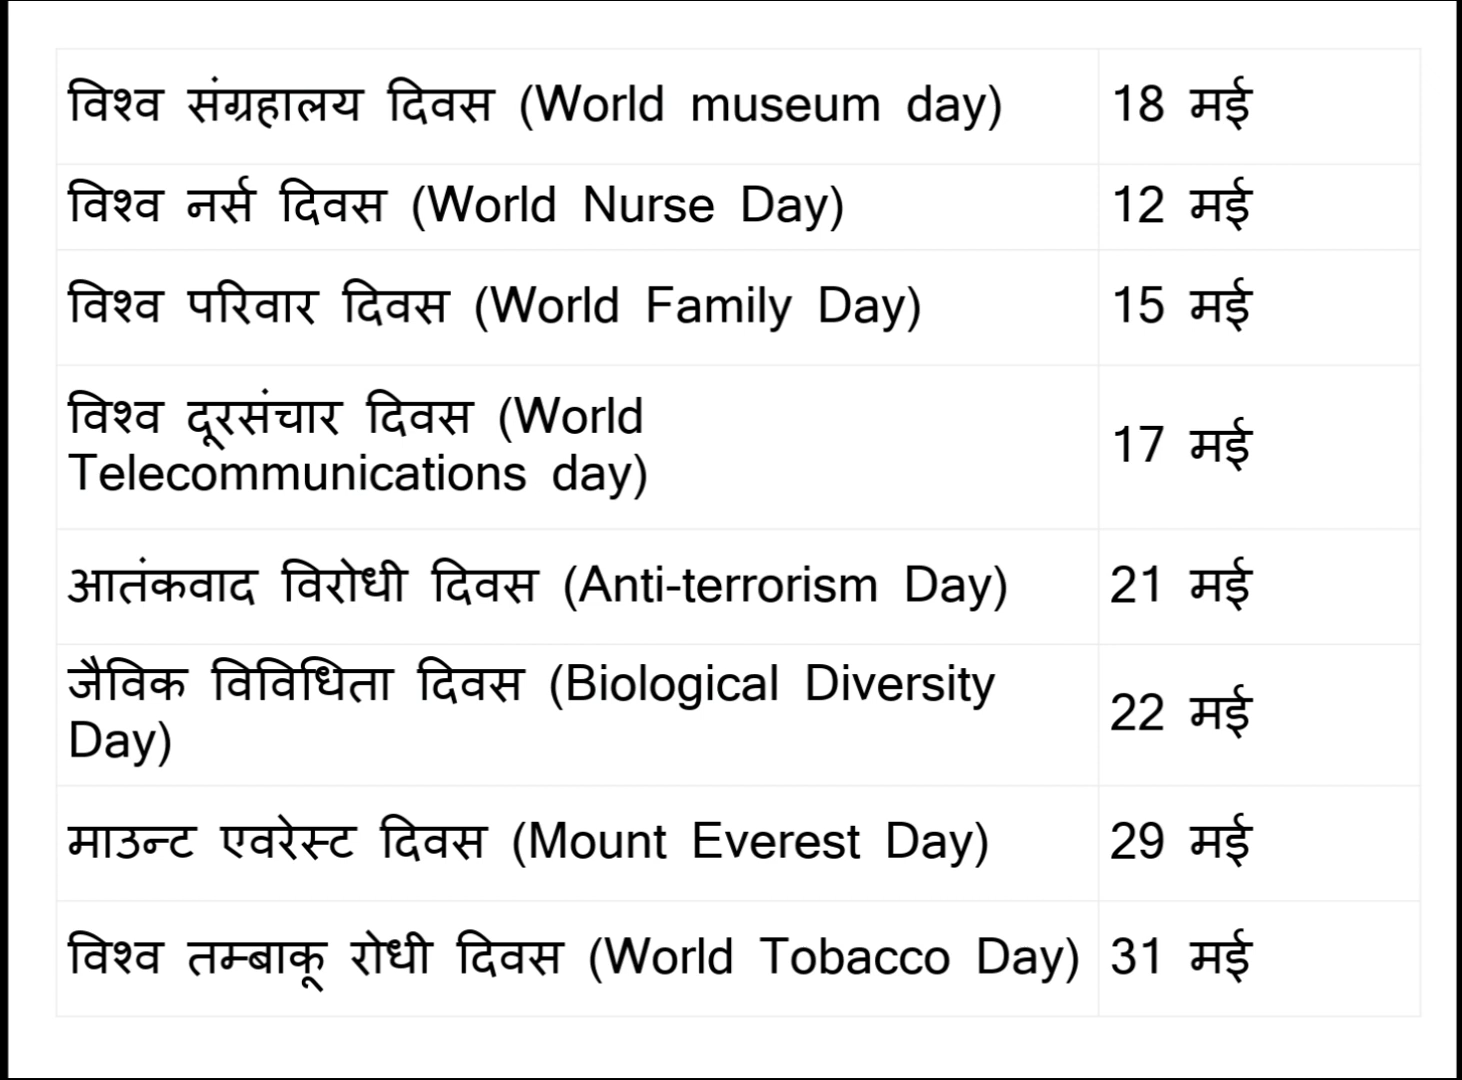 विश्व संग्रहालय दिवस (World museum day) 18 मई
विश्व नर्स दिवस (World Nurse Day) 12 मई
विश्व परिवार दिवस (World Family Day) 15 मई
विश्व दूरसंचार दिवस (World
Telecommunications day) 17 मई
आतंकवाद विरोधी दिवस (Anti-terrorism Day) 21 मई
जैविक विविधिता दिवस (Biological Diversity
Day) 22 मई
माउन्ट एवरेस्ट दिवस (Mount Everest Day) 29 मई
विश्व तम्बाकू रोधी दिवस (World Tobacco Day) 31 मई